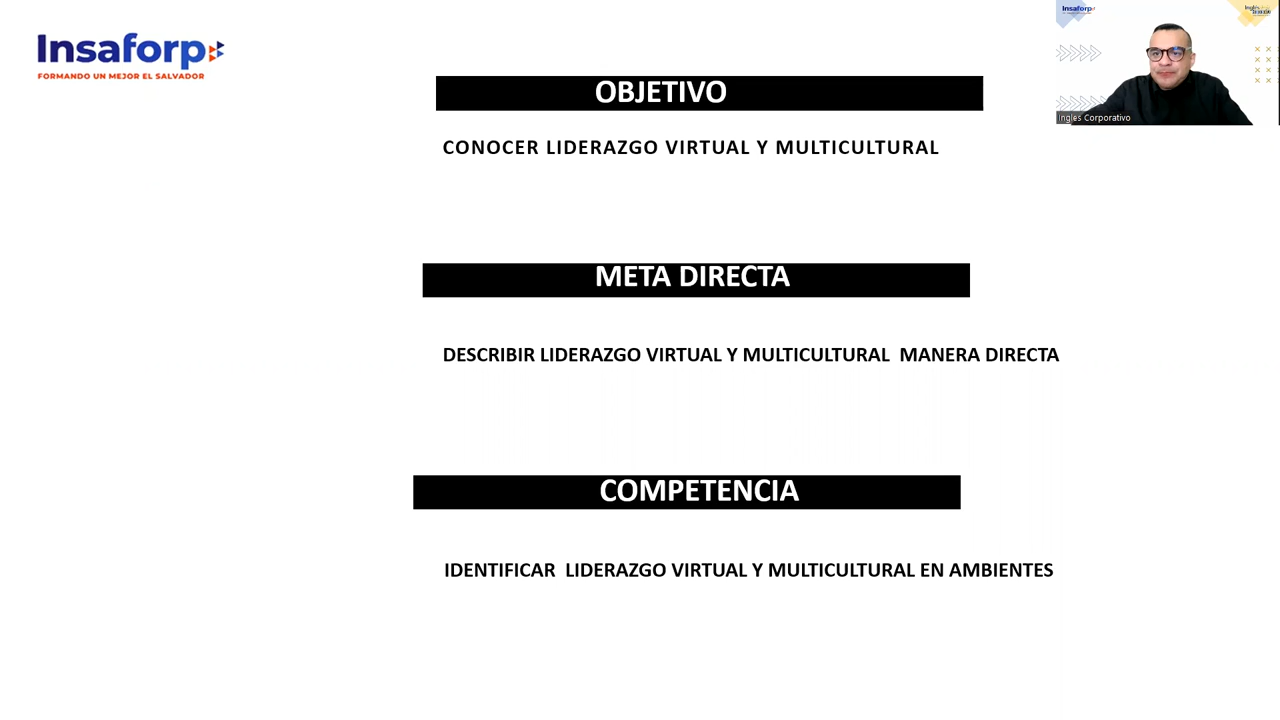 Insaforp
FORMANDO UN MEJOR EL SALVADOR
OBJETIVO
CONOCER LIDERAZGO VIRTUAL Y MULTICULTURAL
META DIRECTA
DESCRIBIR LIDERAZGO VIRTUAL Y MULTICULTURAL  MANERA DIRECTA
COMPETENCIA
IDENTIFICAR  LIDERAZGO VIRTUAL Y MULTICULTURAL EN AMBIENTES
Insaforp
Ingles Corporativo